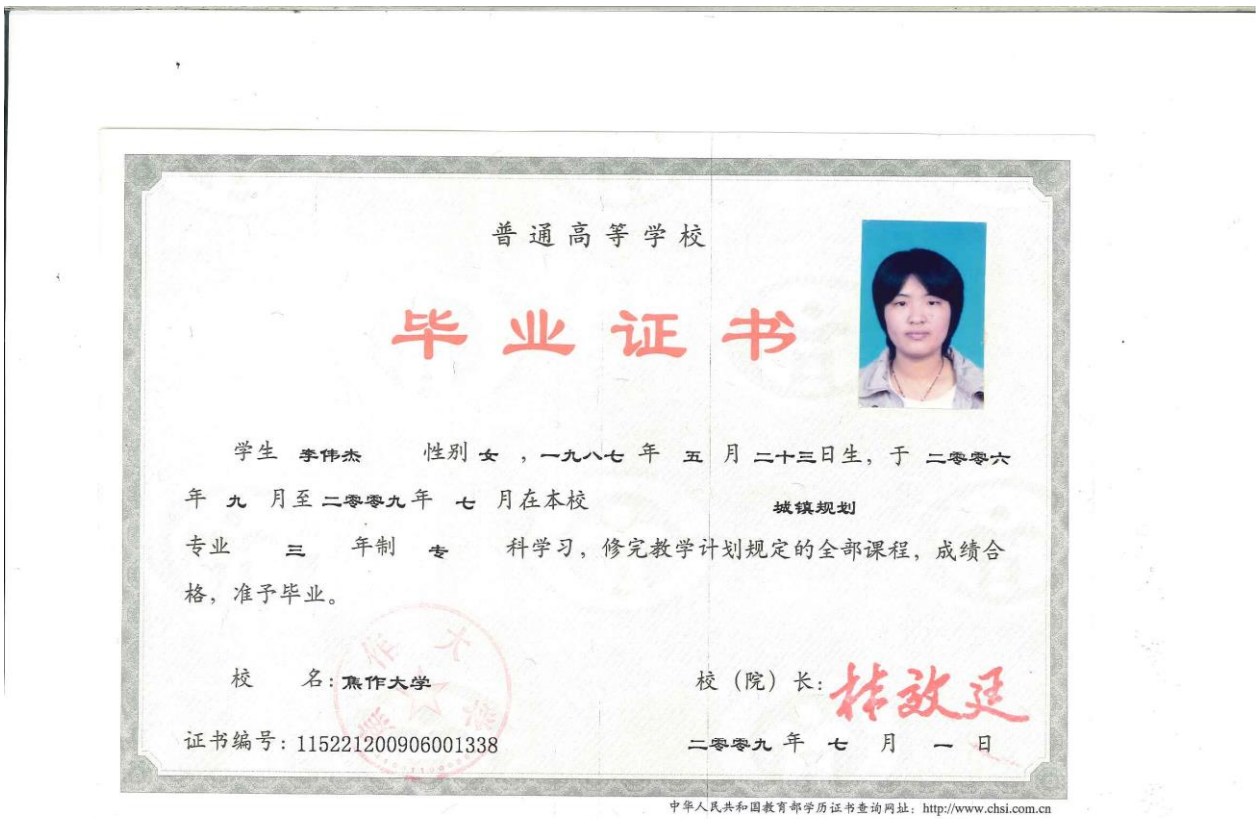 普通高等学校
毕业证书
学生 李伟杰 性别 女 ，一九八七 年 五 月 二十三日生，于 二零零六
年 九 月至 二零零九 年 七 月在本校 城镇规划
专业 三 年制 专 科学习，修完教学计划规定的全部课程，成绩合
格，准予毕业。
校 名：焦作大学 校（院）长：
证书编号：115221200906001338 二零零九 年 七 月 一 日
中华人民共和国教育部学历证书查询网址：http://www.chsi.com.cn